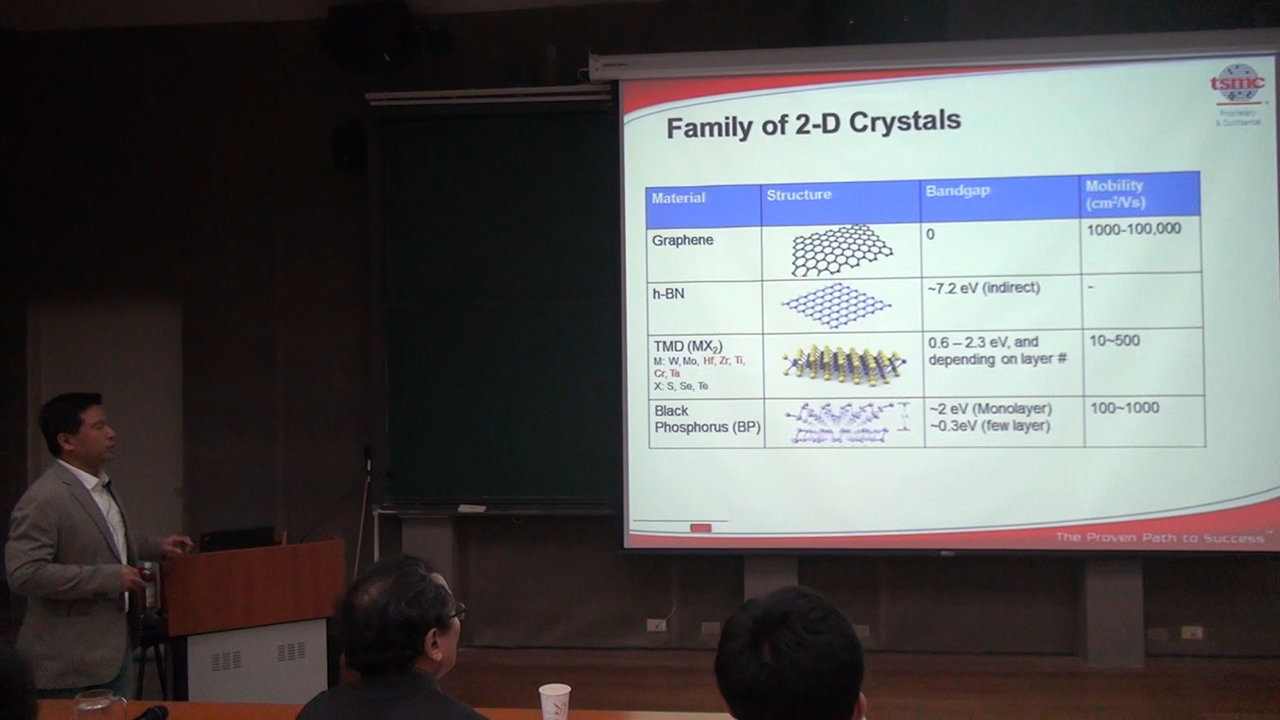 tsmc
Proprietary
& Confidential
Family of 2-D Crystals
Material Structure Bandgap Mobility
(cm²/Vs)
Graphene 0 1000-100,000
h-BN ~7.2 eV (indirect) -
TMD (MX₂) 0.6 – 2.3 eV, and 10~500
M: W, Mo, Hf, Zr, Ti, depending on layer #
Cr, Ta
X: S, Se, Te
Black ~2 eV (Monolayer) 100~1000
Phosphorus (BP) ~0.3eV (few layer)
The Proven Path to Success